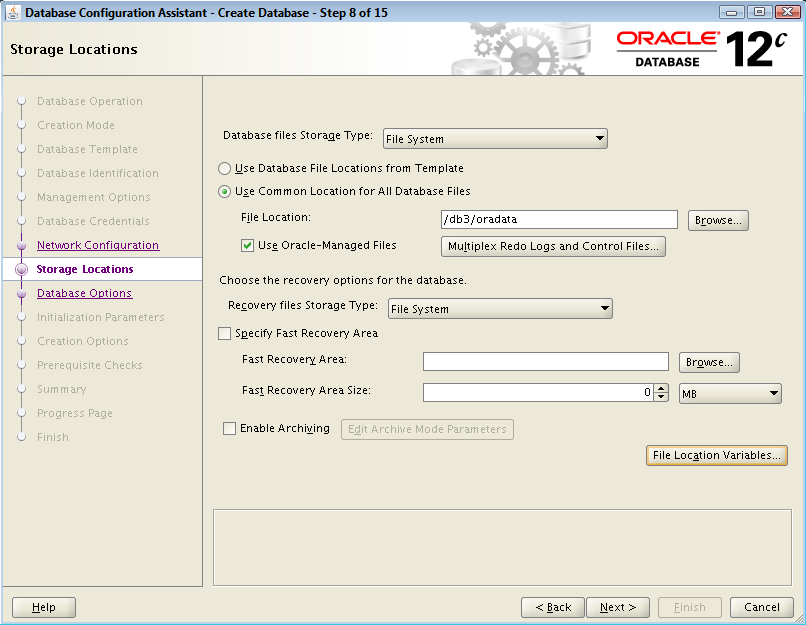 Database Configuration Assistant - Create Database - Step 8 of 15
Storage Locations
ORACLE
DATABASE
12c
Database Operation
Creation Mode
Database Template
Database Identification
Management Options
Database Credentials
Network Configuration
Storage Locations
Database Options
Initialization Parameters
Creation Options
Prerequisite Checks
Summary
Progress Page
Finish
Database files Storage Type: File System
Use Database File Locations from Template
Use Common Location for All Database Files
File Location: /db3/oradata Browse...
Use Oracle-Managed Files Multiplex Redo Logs and Control Files...
Choose the recovery options for the database.
Recovery files Storage Type: File System
Specify Fast Recovery Area
Fast Recovery Area: Browse...
Fast Recovery Area Size: 0 MB
Enable Archiving Edit Archive Mode Parameters
File Location Variables...
Help < Back Next > Finish Cancel